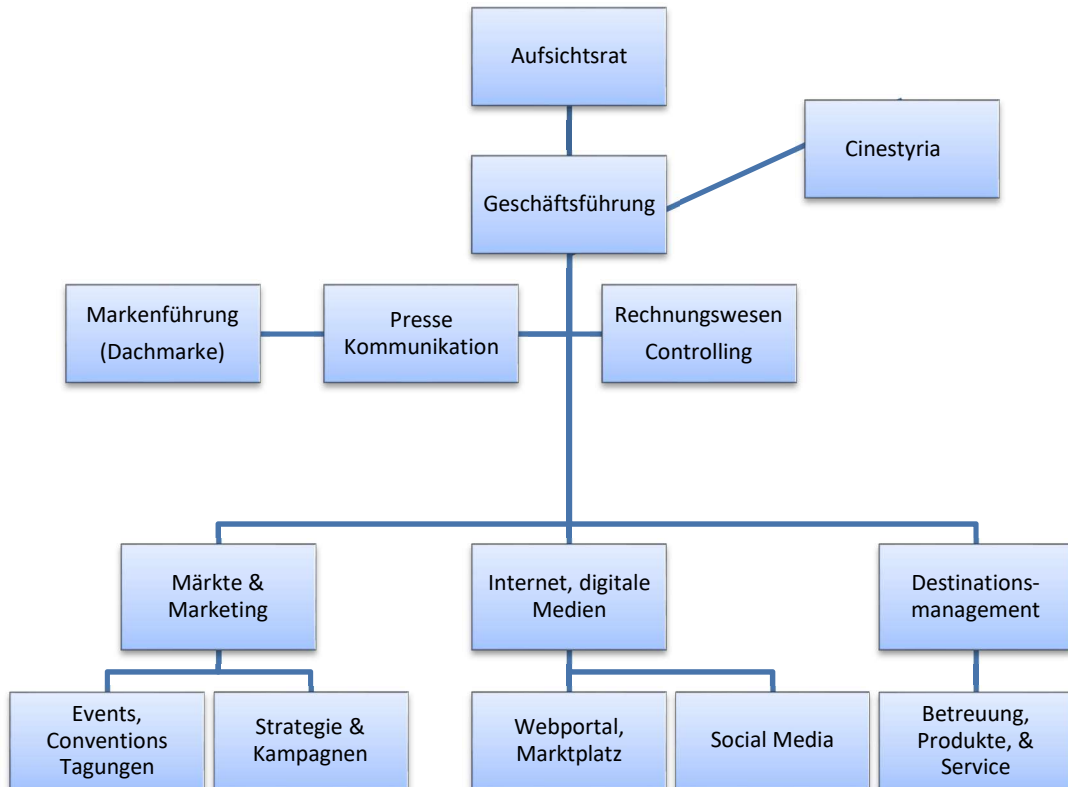 Aufsichtsrat
Cinestyria
Geschäftsführung
Markenführung
(Dachmarke)
Presse
Kommunikation
Rechnungswesen
Controlling
Märkte &
Marketing
Internet, digitale
Medien
Destinations-
management
Events,
Conventions
Tagungen
Strategie &
Kampagnen
Webportal,
Marktplatz
Social Media
Betreuung,
Produkte, &
Service